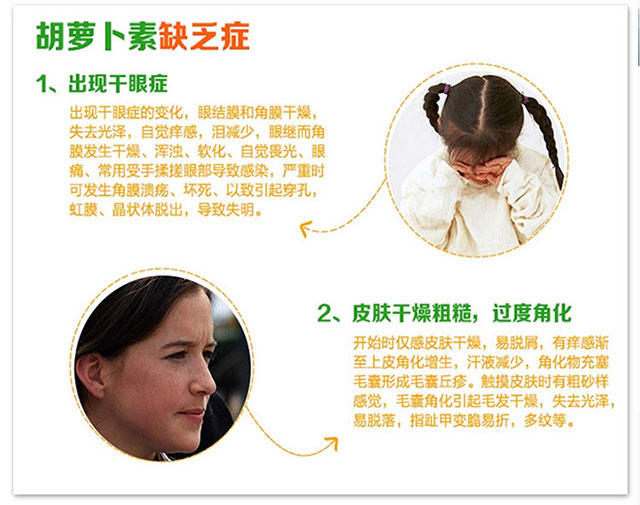 胡萝卜素缺乏症
1、出现干眼症
出现干眼症的变化，眼结膜和角膜干燥，
失去光泽，自觉痒感，泪减少，眼继而角
膜发生干燥、浑浊、软化、自觉畏光、眼
痛、常用受手揉搓眼部导致感染，严重时
可发生角膜溃疡、坏死、以致引起穿孔，
虹膜、晶状体脱出，导致失明。
2、皮肤干燥粗糙，过度角化
开始时仅感皮肤干燥，易脱屑，有痒感渐
至上皮角化增生，汗液减少，角化物充塞
毛囊形成毛囊丘疹。触摸皮肤时有粗砂样
感觉，毛囊角化引起毛发干燥，失去光泽，
易脱落，指趾甲变脆易折，多纹等。